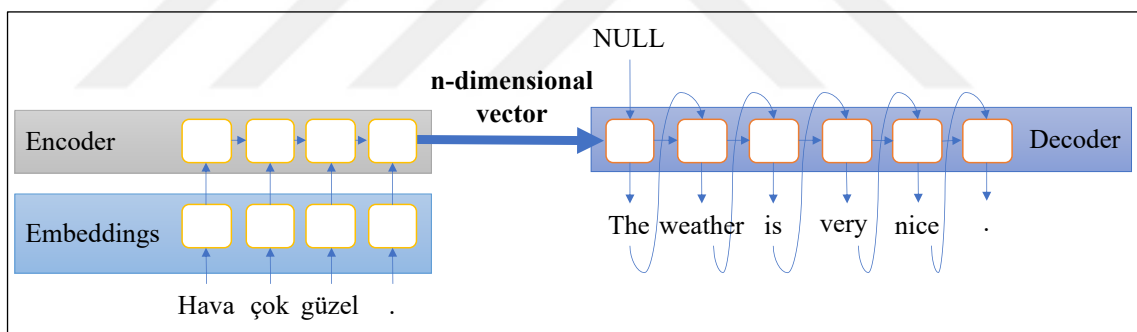 NULL
n-dimensional
vector
Encoder
Decoder
Embeddings
The weather is very nice .
Hava çok güzel .